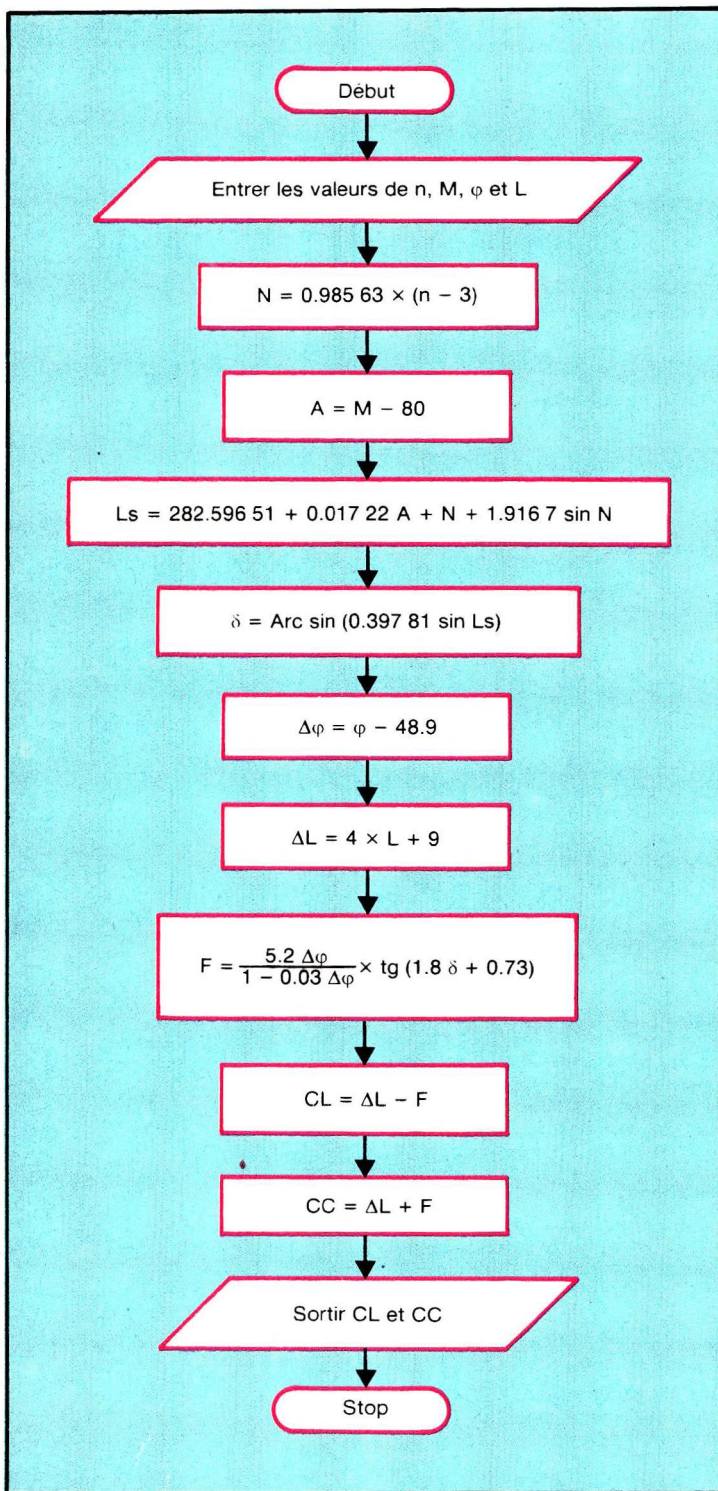 Début
Entrer les valeurs de n, M, φ et L
N = 0.985 63 × (n − 3)
A = M − 80
Ls = 282.596 51 + 0.017 22 A + N + 1.916 7 sin N
δ = Arc sin (0.397 81 sin Ls)
Δφ = φ − 48.9
ΔL = 4 × L + 9
F = 5.2 Δφ / 1 − 0.03 Δφ × tg (1.8 δ + 0.73)
CL = ΔL − F
CC = ΔL + F
Sortir CL et CC
Stop